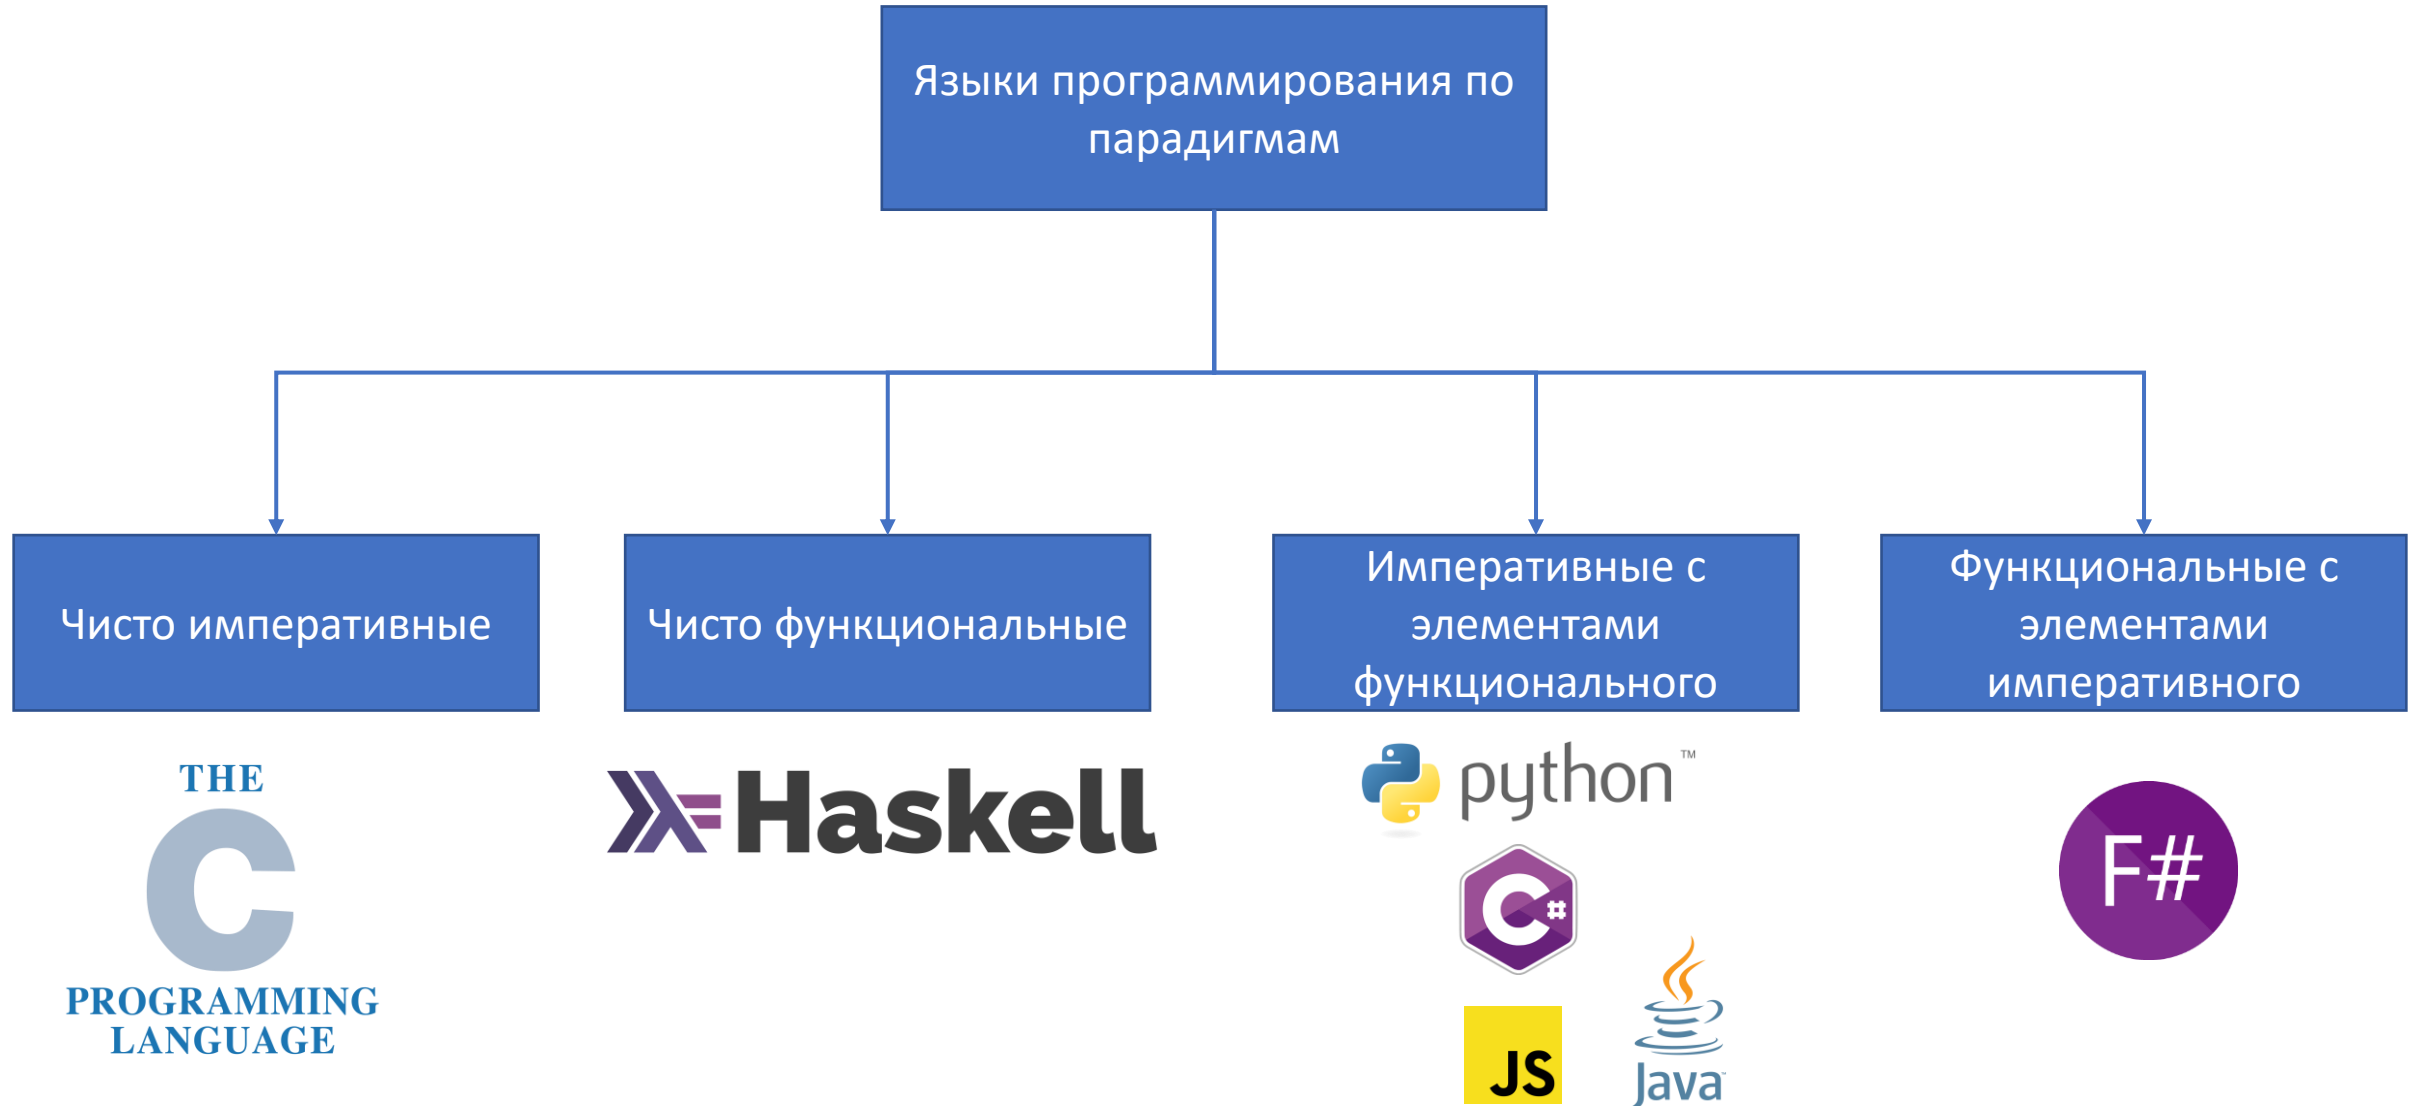 Языки программирования по
парадигмам
Чисто императивные
Чисто функциональные
Императивные с
элементами
функционального
Функциональные с
элементами
императивного
THE
C
PROGRAMMING
LANGUAGE
Haskell
python™
C#
JS
Java
F#